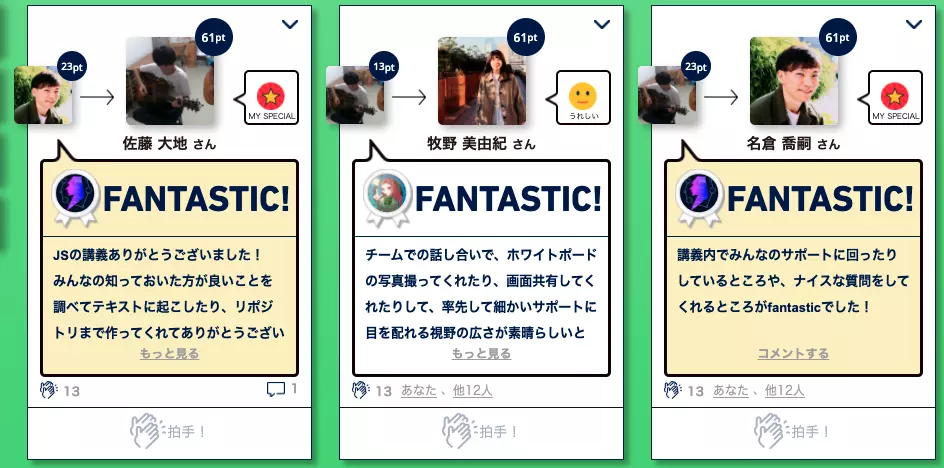 23pt
61pt
MY SPECIAL
佐藤 大地 さん
FANTASTIC!
JSの講義ありがとうございました！
みんなの知っておいた方が良いことを
調べてテキストに起こしたり、リポジ
トリまで作ってくれてありがとうござい
もっと見る
13
1
拍手！
13pt
61pt
うれしい
牧野 美由紀 さん
FANTASTIC!
チームでの話し合いで、ホワイトボード
の写真撮ってくれたり、画面共有してく
れたりして、率先して細かいサポートに
目を配れる視野の広さが素晴らしいと
もっと見る
13 あなた 、他12人
拍手！
23pt
61pt
MY SPECIAL
名倉 喬嗣 さん
FANTASTIC!
講義内でみんなのサポートに回ったり
しているところや、ナイスな質問をして
くれるところがfantasticでした！
コメントする
13 あなた 、他12人
拍手！